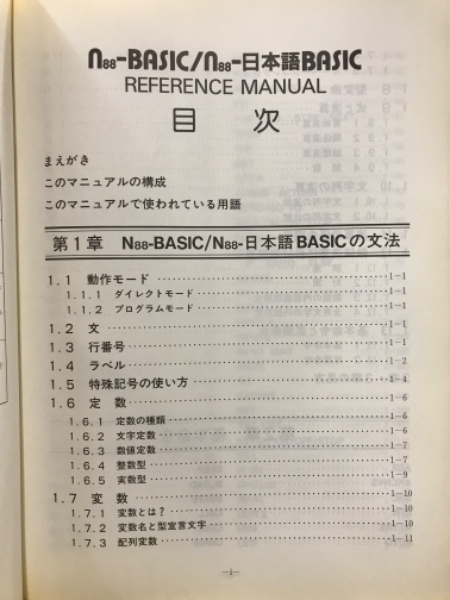 N88-BASIC/N88-日本語BASIC
REFERENCE MANUAL
目 次
まえがき
このマニュアルの構成
このマニュアルで使われている用語
第1章 N88-BASIC/N88-日本語BASICの文法
1.1 動作モード 1-1
1.1.1 ダイレクトモード 1-1
1.1.2 プログラムモード 1-1
1.2 文 1-1
1.3 行番号 1-1
1.4 ラベル 1-2
1.5 特殊記号の使い方 1-4
1.6 定 数 1-6
1.6.1 定数の種類 1-6
1.6.2 文字定数 1-6
1.6.3 数値定数 1-7
1.6.4 整数型 1-7
1.6.5 実数型 1-9
1.7 変 数 1-10
1.7.1 変数とは? 1-10
1.7.2 変数名と型宣言文字 1-10
1.7.3 配列変数 1-11
-i-